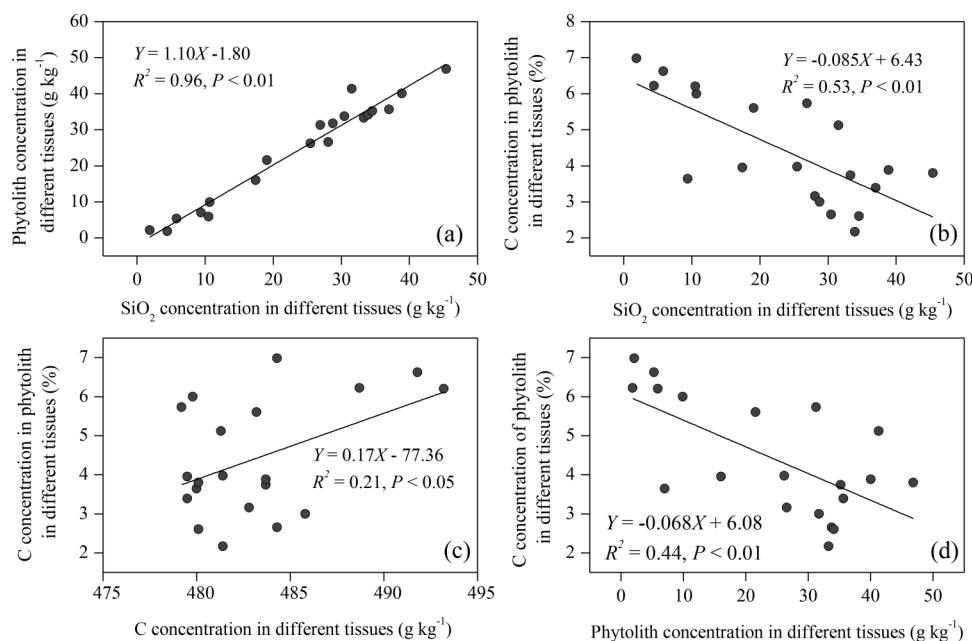 Phytolith concentration in
different tissues (g kg⁻¹)
60
50
40
30
20
10
0
Y = 1.10X -1.80
R² = 0.96, P < 0.01
(a)
0 10 20 30 40 50
SiO₂ concentration in different tissues (g kg⁻¹)
C concentration in phytolith
in different tissues (%)
8
7
6
5
4
3
2
Y = -0.085X + 6.43
R² = 0.53, P < 0.01
(b)
0 10 20 30 40 50
SiO₂ concentration in different tissues (g kg⁻¹)
C concentration in phytolith
in different tissues (%)
7
6
5
4
3
2
Y = 0.17X - 77.36
R² = 0.21, P < 0.05
(c)
475 480 485 490 495
C concentration in different tissues (g kg⁻¹)
C concentration of phytolith
in different tissues (%)
7
6
5
4
3
2
Y = -0.068X + 6.08
R² = 0.44, P < 0.01
(d)
0 10 20 30 40 50
Phytolith concentration in different tissues (g kg⁻¹)